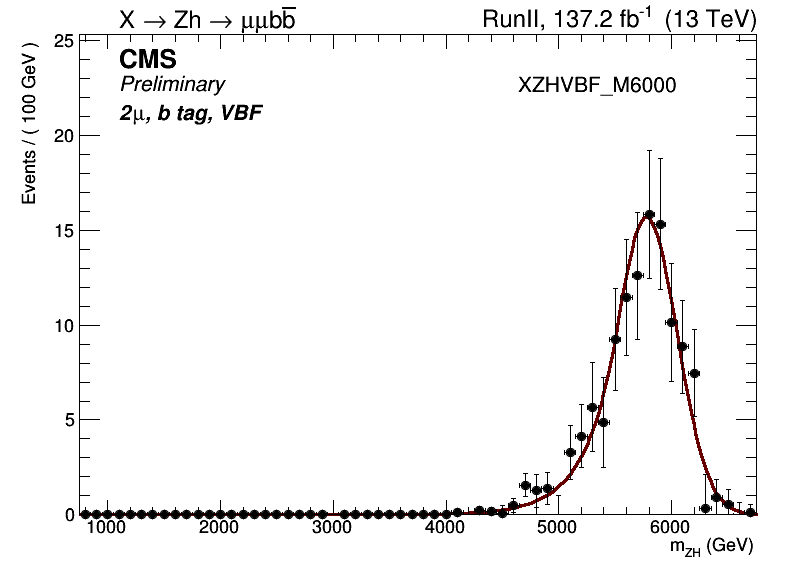 X → Zh → μμbb̅ RunII, 137.2 fb⁻¹ (13 TeV)
CMS
Preliminary
2μ, b tag, VBF
XZHVBF_M6000
Events / ( 100 GeV )
25
20
15
10
5
0
1000 2000 3000 4000 5000 6000
m_ZH (GeV)